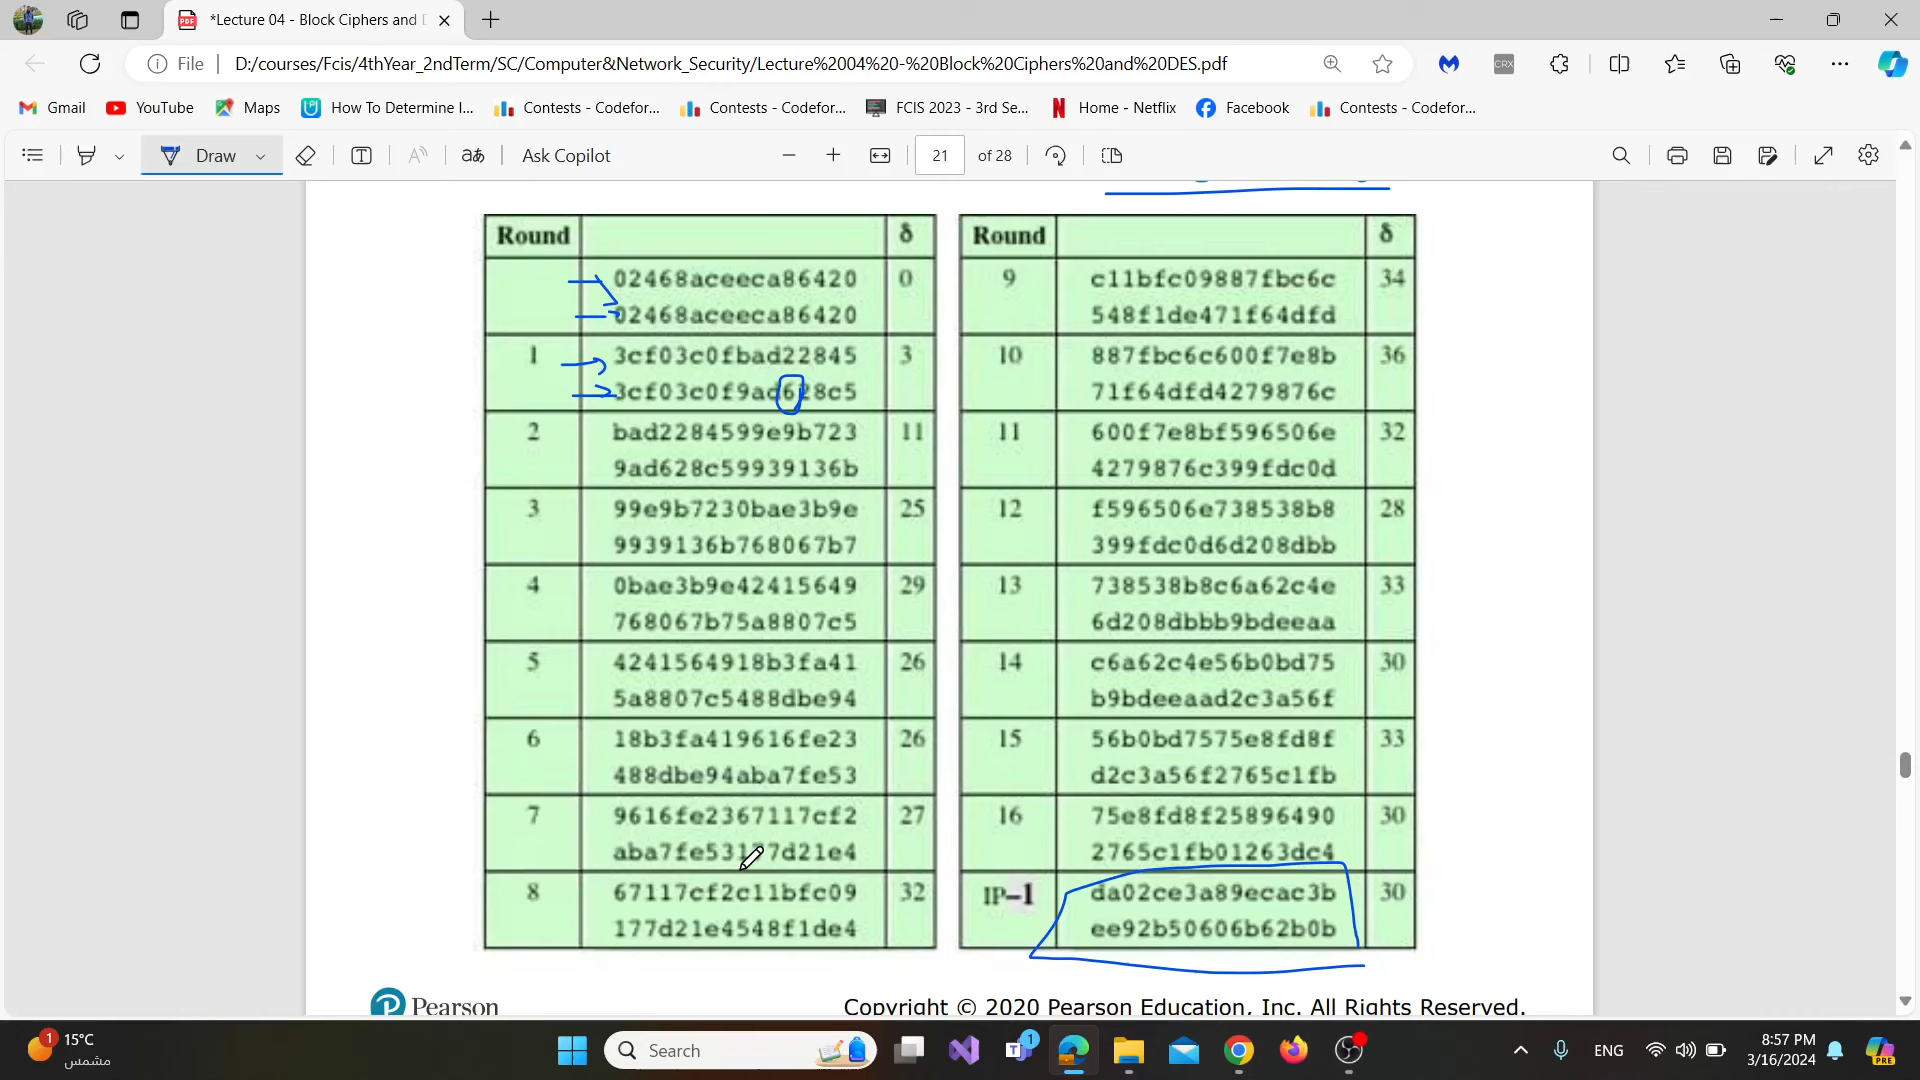 *Lecture 04 - Block Ciphers and D
File
D:/courses/Fcis/4thYear_2ndTerm/SC/Computer&Network_Security/Lecture%2004%20-%20Block%20Ciphers%20and%20DES.pdf
CRX
Gmail
YouTube
Maps
How To Determine I...
Contests - Codefor...
Contests - Codefor...
FCIS 2023 - 3rd Se...
Home - Netflix
Facebook
Contests - Codefor...
Draw
aあ
Ask Copilot
21 of 28
Round δ
02468aceeca86420 0
02468aceeca86420
1 3cf03c0fbad22845 3
3cf03c0f9ad628c5
2 bad2284599e9b723 11
9ad628c59939136b
3 99e9b7230bae3b9e 25
9939136b768067b7
4 0bae3b9e42415649 29
768067b75a8807c5
5 4241564918b3fa41 26
5a8807c5488dbe94
6 18b3fa419616fe23 26
488dbe94aba7fe53
7 9616fe2367117cf2 27
8 67117cf2c11bfc09 32
177d21e4548f1de4
Round δ
9 c11bfc09887fbc6c 34
548f1de471f64dfd
10 887fbc6c600f7e8b 36
71f64dfd4279876c
11 600f7e8bf596506e 32
4279876c399fdc0d
12 f596506e738538b8 28
399fdc0d6d208dbb
13 738538b8c6a62c4e 33
6d208dbbb9bdeeaa
14 c6a62c4e56b0bd75 30
b9bdeeaad2c3a56f
15 56b0bd7575e8fd8f 33
d2c3a56f2765c1fb
16 75e8fd8f25896490 30
2765c1fb01263dc4
IP–1 da02ce3a89ecac3b 30
ee92b50606b62b0b
Pearson
Copyright © 2020 Pearson Education, Inc. All Rights Reserved.
1
15°C
مشمس
Search
1
ENG
8:57 PM
3/16/2024
PRE